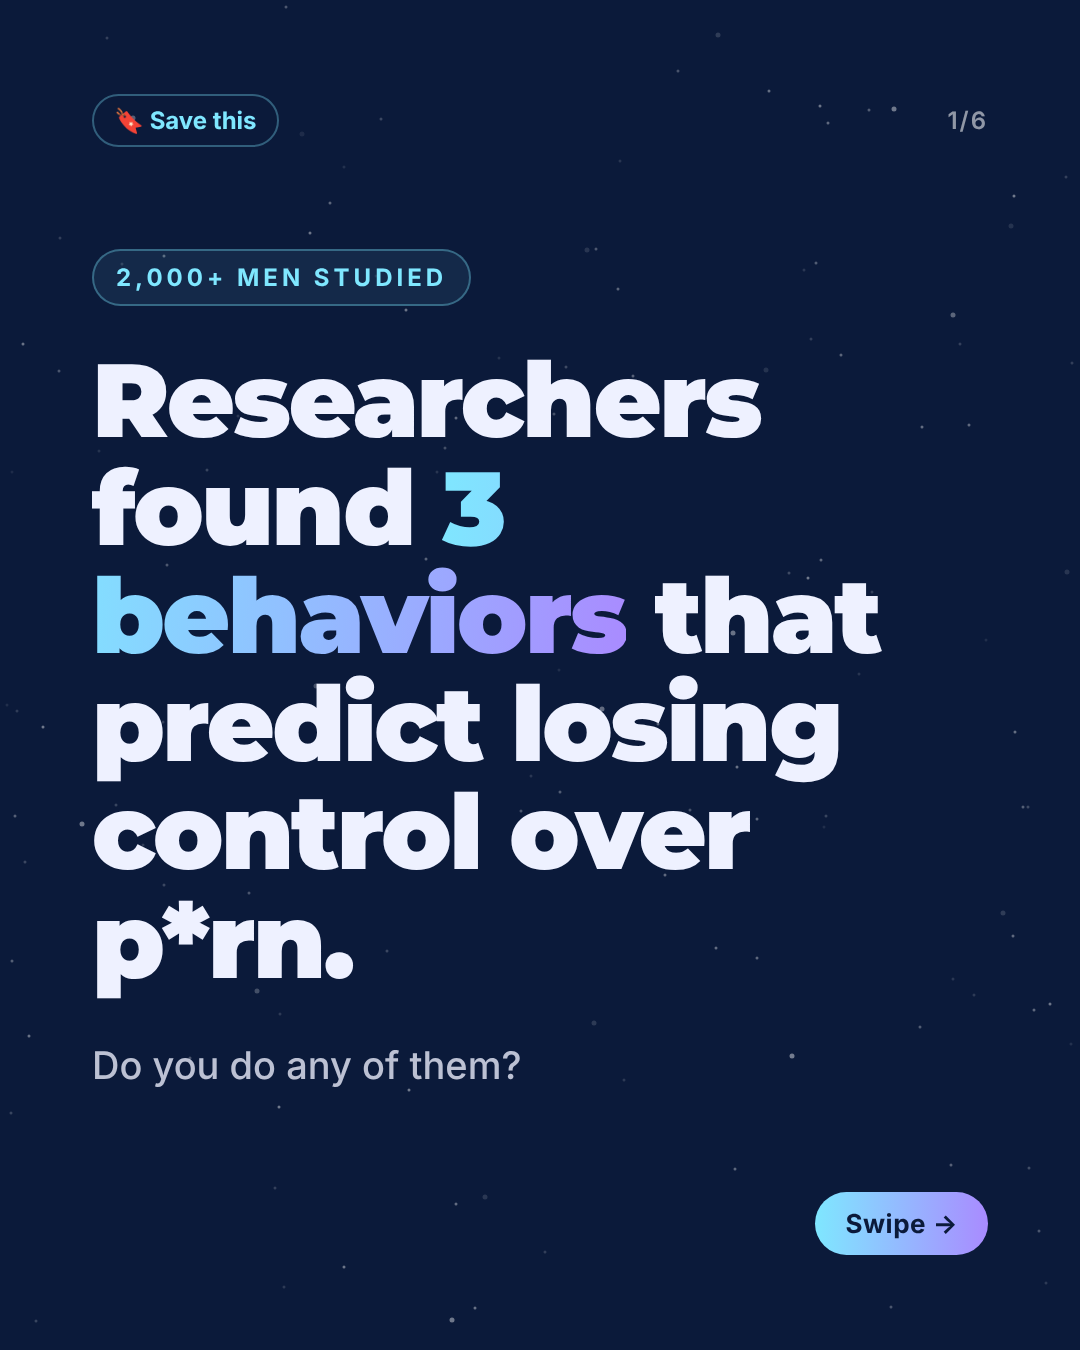 🔖 Save this
1/6
2,000+ MEN STUDIED
Researchers
found 3
behaviors that
predict losing
control over
p*rn.
Do you do any of them?
Swipe →